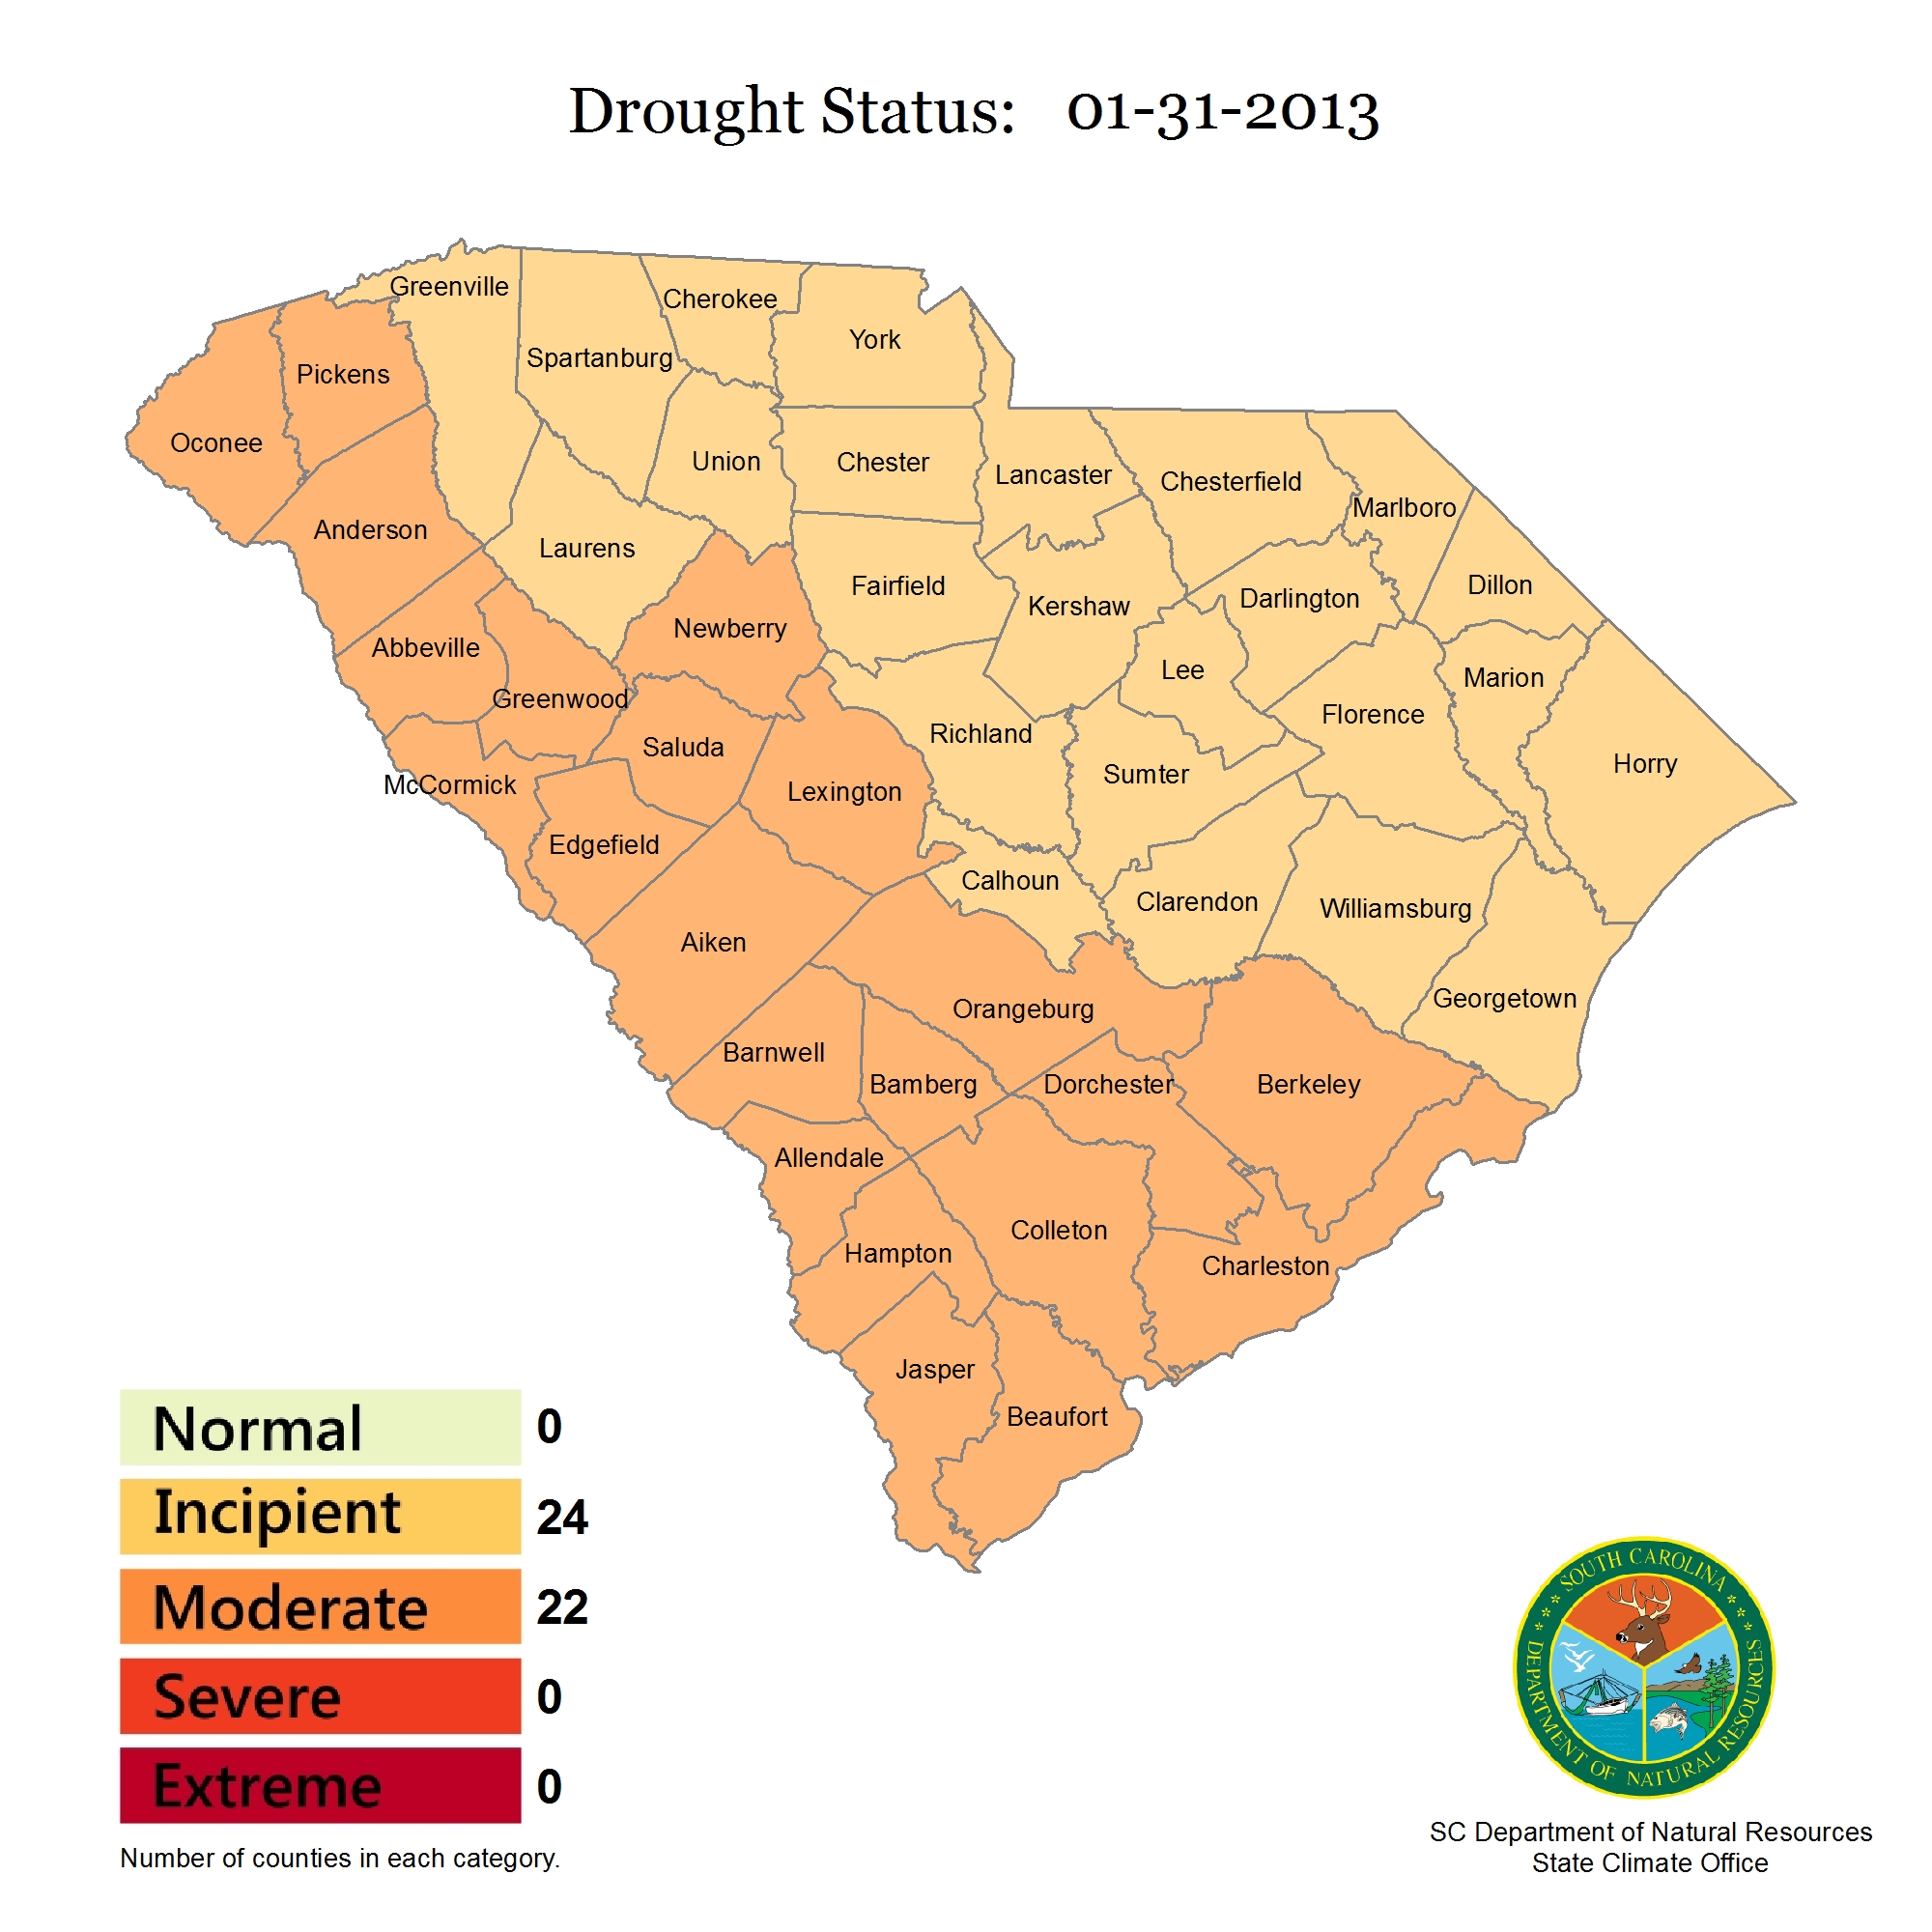 Drought Status: 01-31-2013
Greenville
Cherokee
York
Spartanburg
Pickens
Oconee
Union
Chester
Lancaster
Chesterfield
Marlboro
Anderson
Laurens
Fairfield
Kershaw
Darlington
Dillon
Abbeville
Newberry
Lee
Marion
Greenwood
Saluda
Richland
Florence
Horry
McCormick
Lexington
Sumter
Edgefield
Calhoun
Clarendon
Williamsburg
Aiken
Orangeburg
Georgetown
Barnwell
Bamberg
Dorchester
Berkeley
Allendale
Colleton
Hampton
Charleston
Jasper
Beaufort
Normal 0
Incipient 24
Moderate 22
Severe 0
Extreme 0
Number of counties in each category.
SOUTH CAROLINA
DEPARTMENT OF NATURAL RESOURCES
SC Department of Natural Resources
State Climate Office